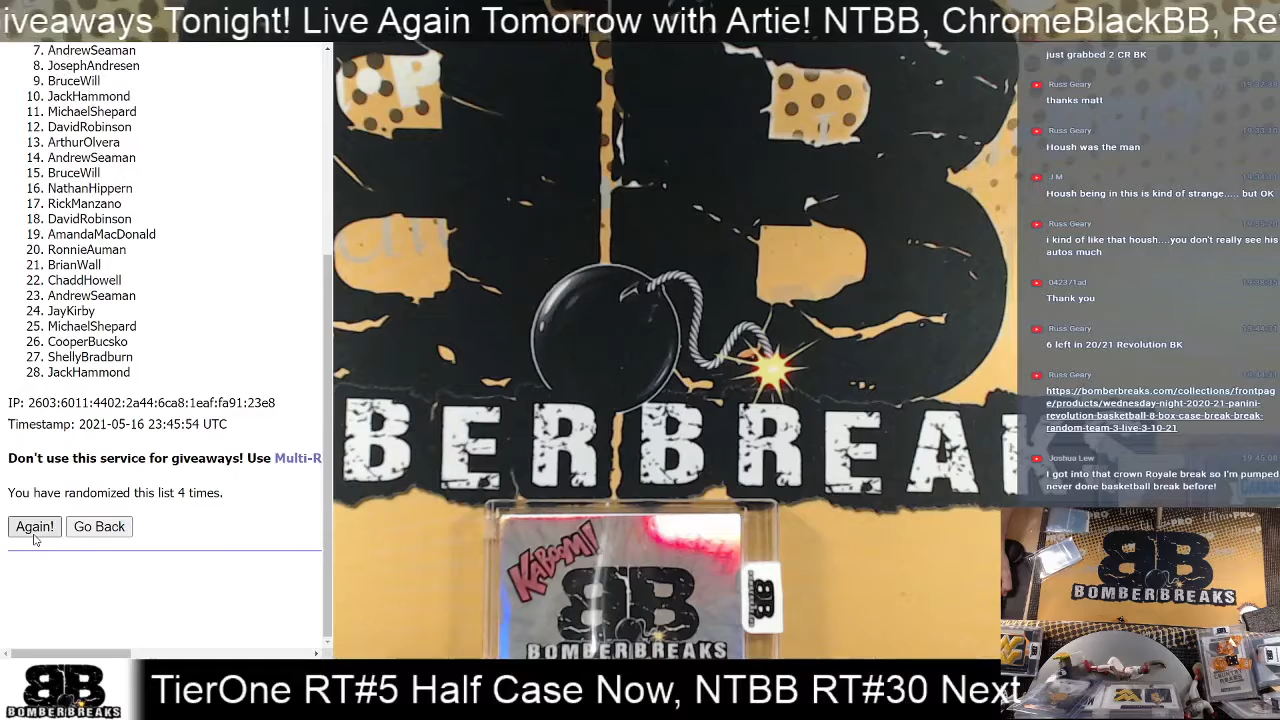 iveaways Tonight! Live Again Tomorrow with Artie! NTBB, ChromeBlackBB, Re
7. AndrewSeaman
8. JosephAndresen
9. BruceWill
10. JackHammond
11. MichaelShepard
12. DavidRobinson
13. ArthurOlvera
14. AndrewSeaman
15. BruceWill
16. NathanHippern
17. RickManzano
18. DavidRobinson
19. AmandaMacDonald
20. RonnieAuman
21. BrianWall
22. ChaddHowell
23. AndrewSeaman
24. JayKirby
25. MichaelShepard
26. CooperBucsko
27. ShellyBradburn
28. JackHammond
IP: 2603:6011:4402:2a44:6ca8:1eaf:fa91:23e8
Timestamp: 2021-05-16 23:45:54 UTC
Don't use this service for giveaways! Use Multi-R
You have randomized this list 4 times.
Again! Go Back
BERBREAK
KABOOM!
BB
BOMBERBREAKS
BB
just grabbed 2 CR BK
Russ Geary
thanks matt
Russ Geary
Housh was the man
J M
Housh being in this is kind of strange..... but OK
Russ Geary
i kind of like that housh....you don't really see his
autos much
042371ad
Thank you
Russ Geary
6 left in 20/21 Revolution BK
Russ Geary
https://bomberbreaks.com/collections/frontpag
e/products/wednesday-night-2020-21-panini-
revolution-basketball-8-box-case-break-break-
random-team-3-live-3-10-21
Joshua Lew
I got into that crown Royale break so I'm pumped
never done basketball break before!
BB
BOMBERBREAKS
BB
BOMBERBREAKS
TierOne RT#5 Half Case Now, NTBB RT#30 Next